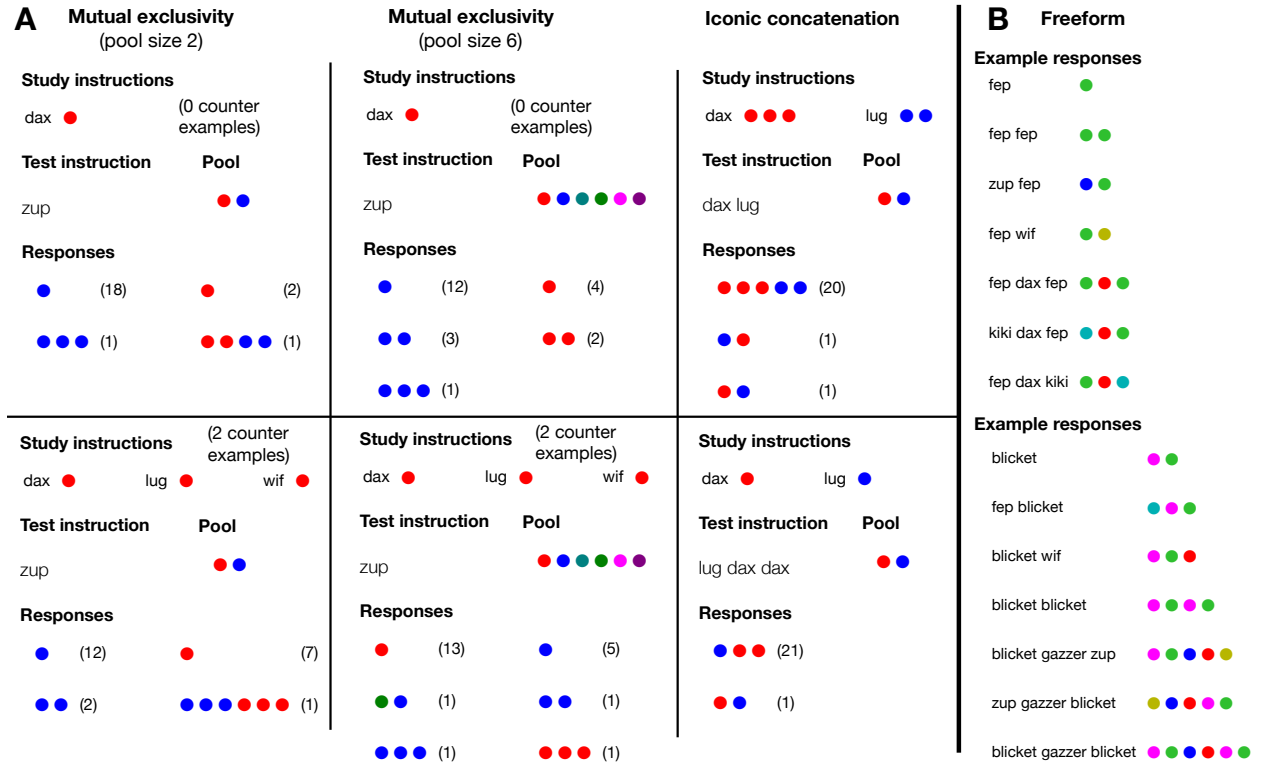 A
Mutual exclusivity
(pool size 2)
Study instructions
dax
(0 counter
examples)
Test instruction
Pool
zup
Responses
(18)
(2)
(1)
(1)
Mutual exclusivity
(pool size 6)
Study instructions
dax
(0 counter
examples)
Test instruction
Pool
zup
Responses
(12)
(4)
(3)
(2)
(1)
Iconic concatenation
Study instructions
dax
lug
Test instruction
Pool
dax lug
Responses
(20)
(1)
(1)
Study instructions
(2 counter
examples)
dax
lug
wif
Test instruction
Pool
zup
Responses
(12)
(7)
(2)
(1)
Study instructions
(2 counter
examples)
dax
lug
wif
Test instruction
Pool
zup
Responses
(13)
(5)
(1)
(1)
(1)
(1)
Study instructions
dax
lug
Test instruction
Pool
lug dax dax
Responses
(21)
(1)
B
Freeform
Example responses
fep
fep fep
zup fep
fep wif
fep dax fep
kiki dax fep
fep dax kiki
Example responses
blicket
fep blicket
blicket wif
blicket blicket
blicket gazzer zup
zup gazzer blicket
blicket gazzer blicket